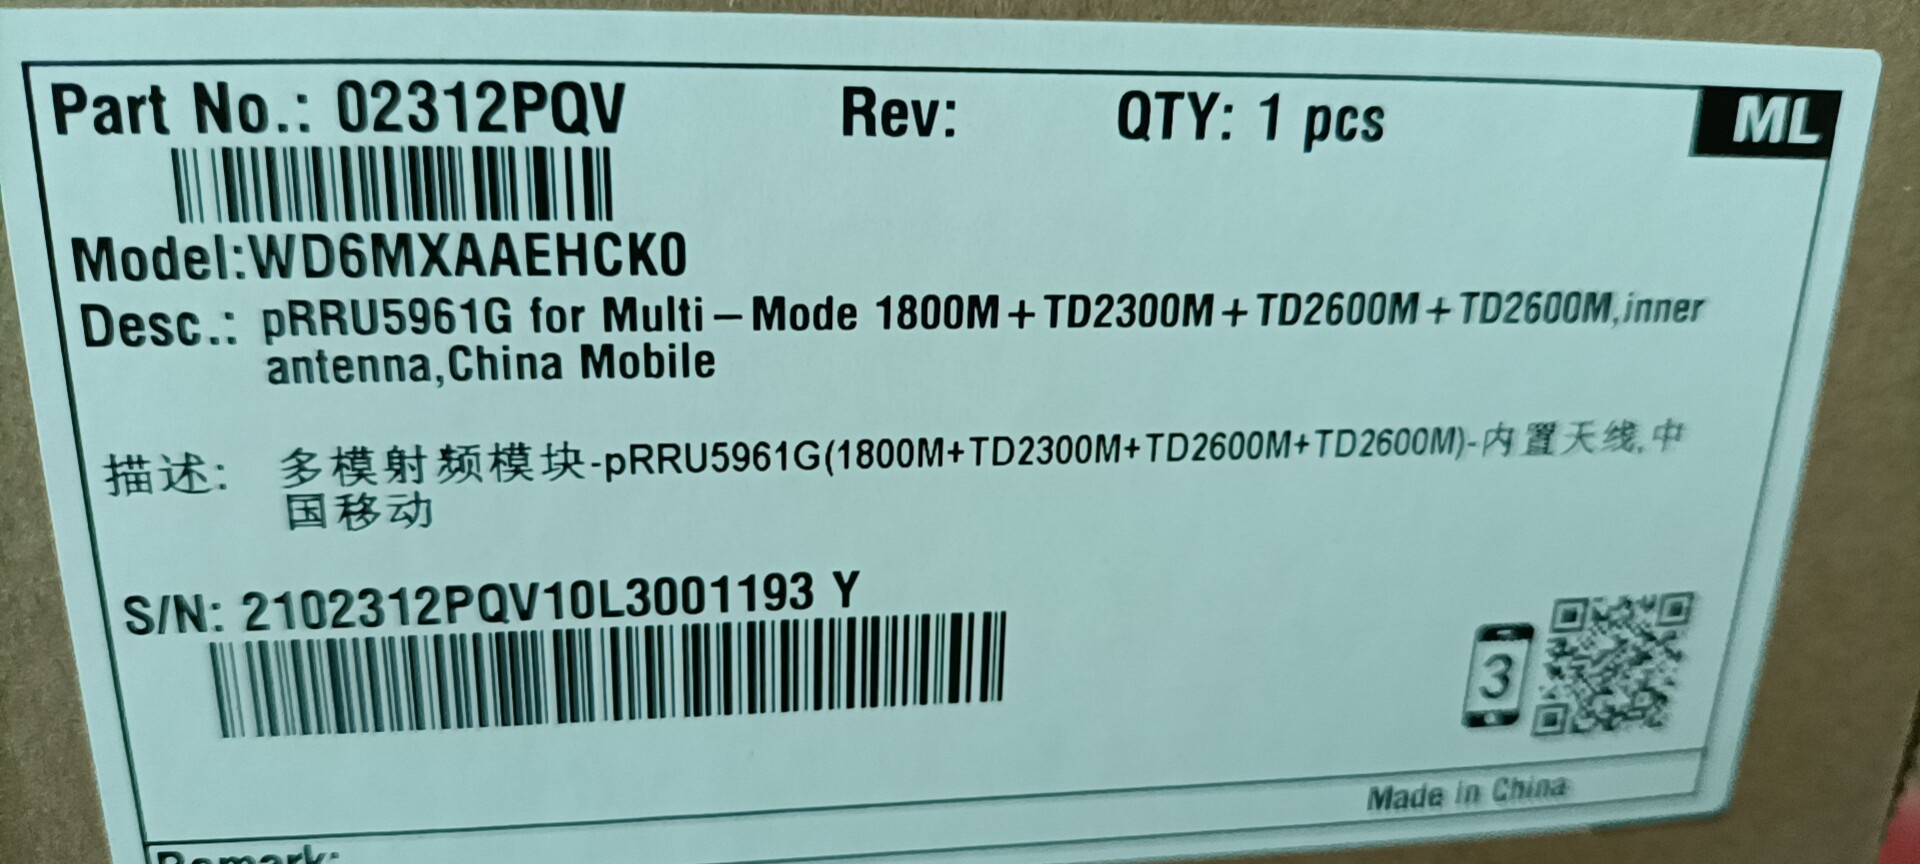 Part No.: 02312PQV Rev: QTY: 1 pcs ML
Model:WD6MXAAEHCK0
Desc.: pRRU5961G for Multi-Mode 1800M+TD2300M+TD2600M+TD2600M,inner
antenna,China Mobile
描述: 多模射频模块-pRRU5961G(1800M+TD2300M+TD2600M+TD2600M)-内置天线,中
国移动
S/N: 2102312PQV10L3001193 Y
3
Made in China
Remark: